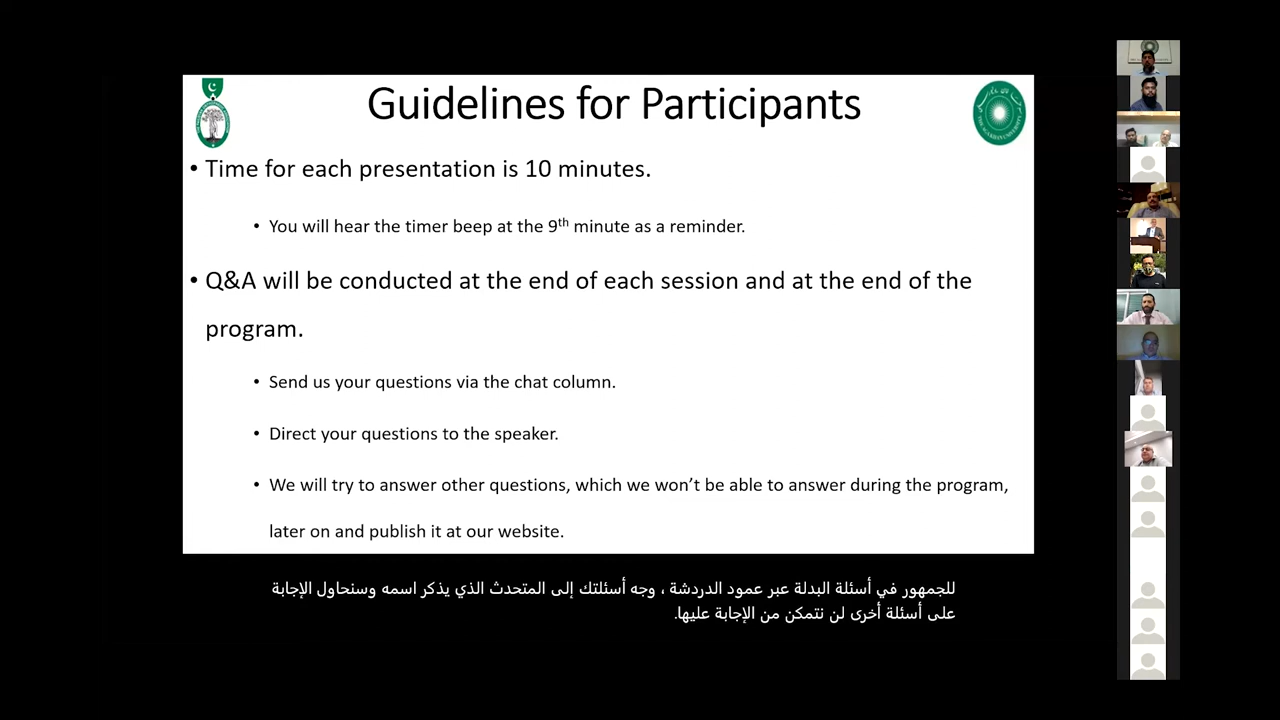 Guidelines for Participants
• Time for each presentation is 10 minutes.
• You will hear the timer beep at the 9th minute as a reminder.
• Q&A will be conducted at the end of each session and at the end of the
program.
• Send us your questions via the chat column.
• Direct your questions to the speaker.
• We will try to answer other questions, which we won't be able to answer during the program,
later on and publish it at our website.
للجمهور في أسئلة البدلة عبر عمود الدردشة ، وجه أسئلتك إلى المتحدث الذي يذكر اسمه وسنحاول الإجابة
على أسئلة أخرى لن نتمكن من الإجابة عليها.